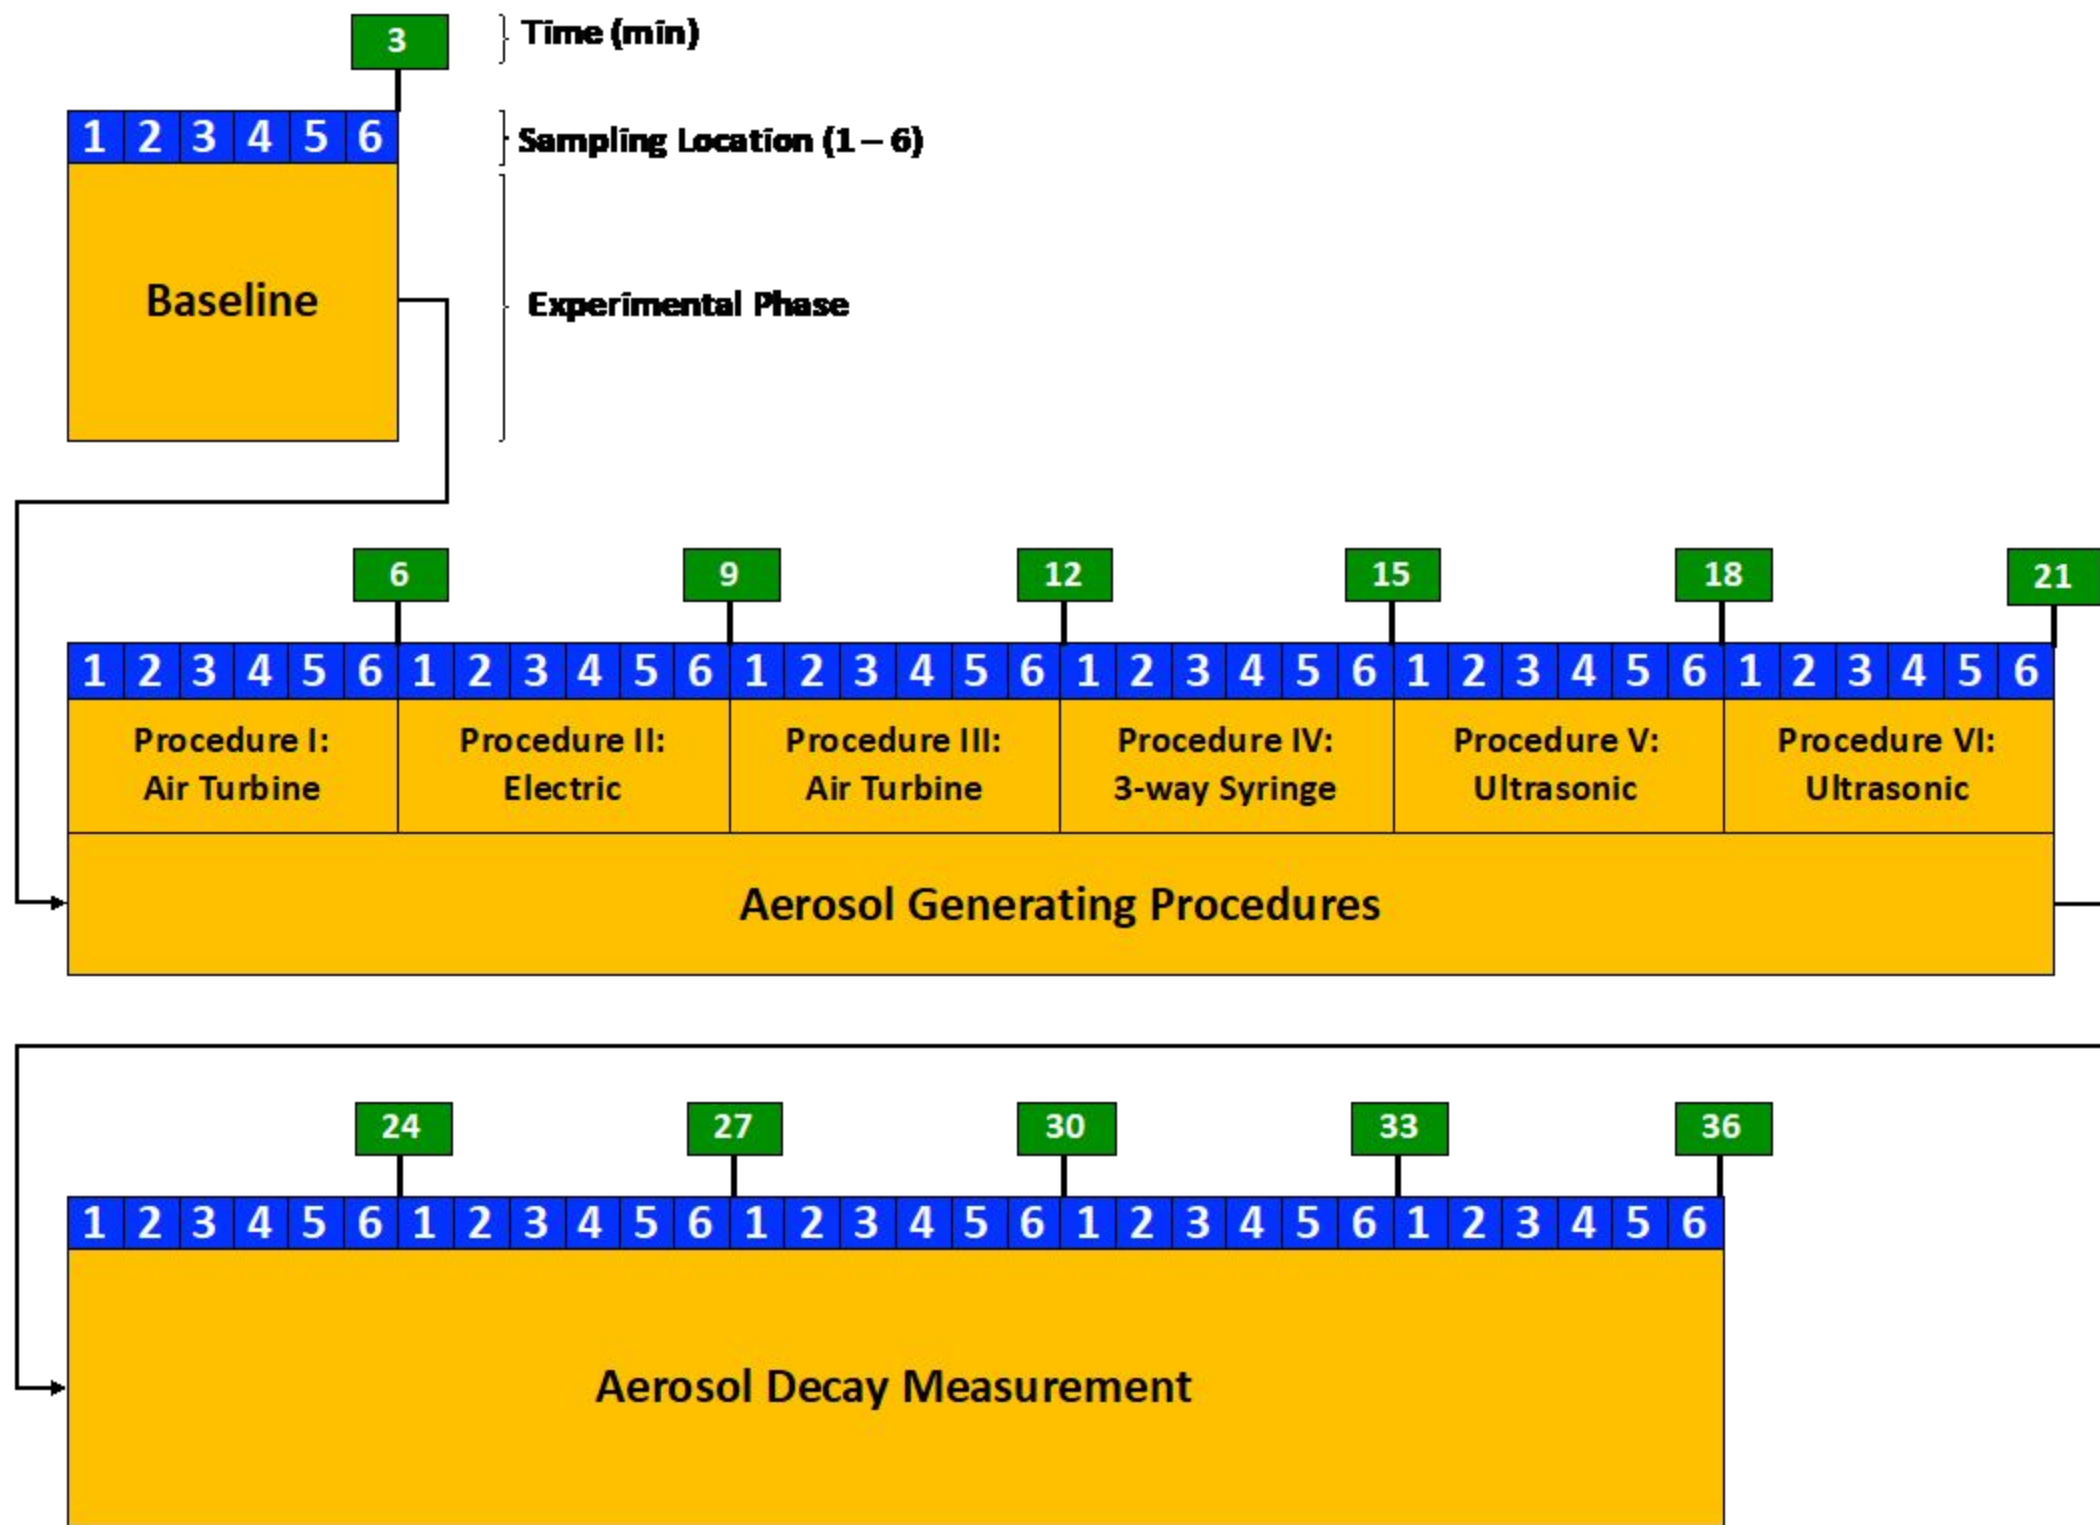 3
Time (min)
1 2 3 4 5 6
Sampling Location (1 – 6)
Baseline
Experimental Phase
6 9 12 15 18 21
1 2 3 4 5 6 1 2 3 4 5 6 1 2 3 4 5 6 1 2 3 4 5 6 1 2 3 4 5 6 1 2 3 4 5 6
Procedure I:
Air Turbine
Procedure II:
Electric
Procedure III:
Air Turbine
Procedure IV:
3-way Syringe
Procedure V:
Ultrasonic
Procedure VI:
Ultrasonic
Aerosol Generating Procedures
24 27 30 33 36
1 2 3 4 5 6 1 2 3 4 5 6 1 2 3 4 5 6 1 2 3 4 5 6 1 2 3 4 5 6
Aerosol Decay Measurement